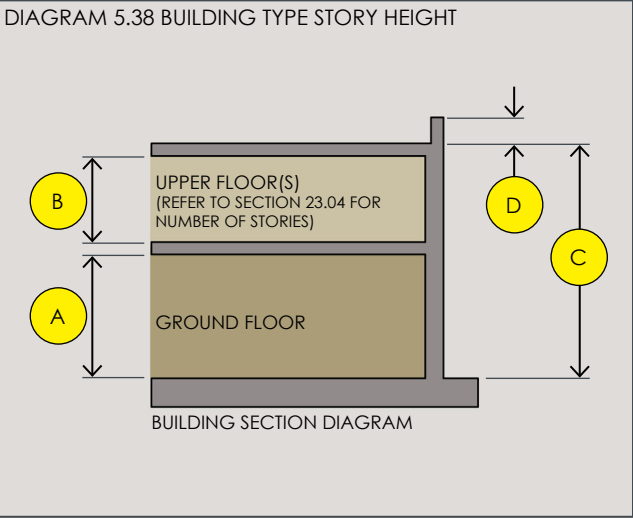 DIAGRAM 5.38 BUILDING TYPE STORY HEIGHT
B
UPPER FLOOR(S)
(REFER TO SECTION 23.04 FOR
NUMBER OF STORIES)
D
C
A
GROUND FLOOR
BUILDING SECTION DIAGRAM